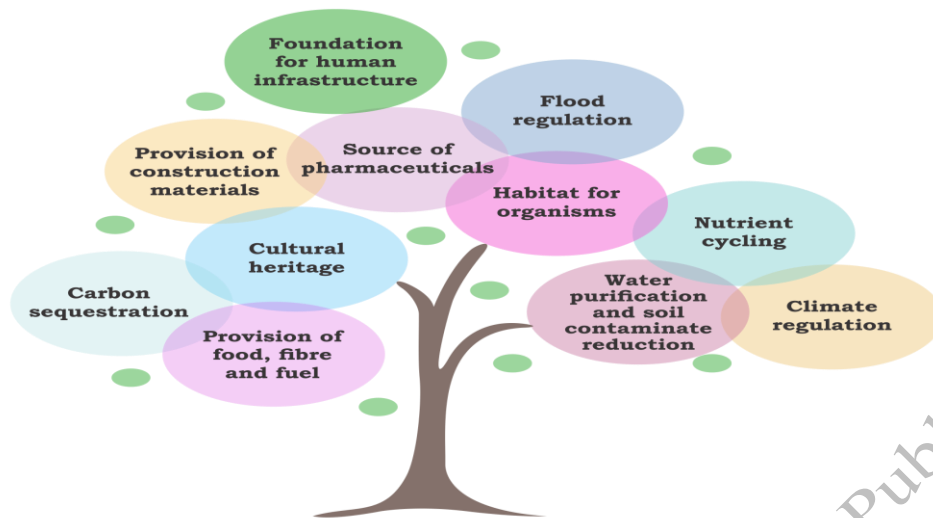 Foundation
for human
infrastructure
Flood
regulation
Provision of
construction
materials
Source of
pharmaceuticals
Habitat for
organisms
Nutrient
cycling
Cultural
heritage
Carbon
sequestration
Water
purification
and soil
contaminate
reduction
Climate
regulation
Provision of
food, fibre
and fuel
Publ